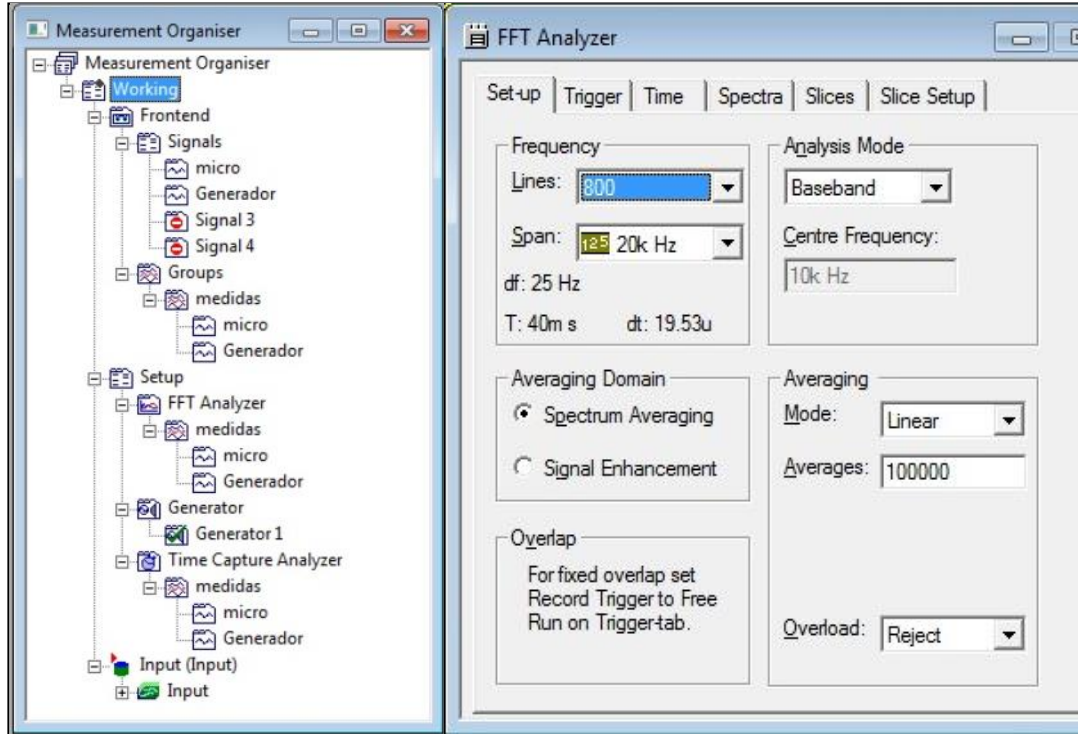 Measurement Organiser
Measurement Organiser
Working
Frontend
Signals
micro
Generador
Signal 3
Signal 4
Groups
medidas
micro
Generador
Setup
FFT Analyzer
medidas
micro
Generador
Generator
Generator 1
Time Capture Analyzer
medidas
micro
Generador
Input (Input)
Input
FFT Analyzer
Set-up Trigger Time Spectra Slices Slice Setup
Frequency
Lines: 800
Span: 125 20k Hz
df: 25 Hz
T: 40m s dt: 19.53u
Analysis Mode
Baseband
Centre Frequency:
10k Hz
Averaging Domain
Spectrum Averaging
Signal Enhancement
Averaging
Mode: Linear
Averages: 100000
Overlap
For fixed overlap set
Record Trigger to Free
Run on Trigger-tab.
Overload: Reject